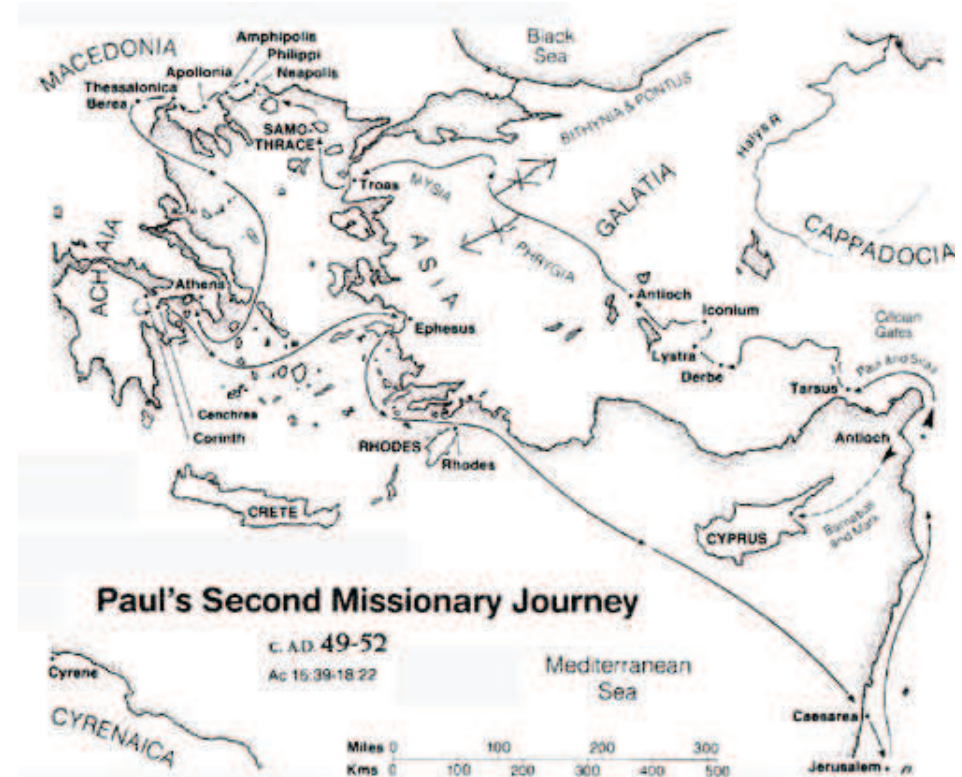 MACEDONIA
Amphipolis
Philippi
Apollonia
Neapolis
Thessalonica
Berea
SAMO-
THRACE
Black
Sea
BITHYNIA & PONTUS
Halys R
Troas
MYSIA
GALATIA
CAPPADOCIA
PHRYGIA
ASIA
ACHAIA
Athens
Ephesus
Antioch
Iconium
Cilician
Gates
Lystra
Derbe
Paul and Silas
Tarsus
Cenchrea
Corinth
RHODES
Rhodes
Antioch
CRETE
CYPRUS
Barnabas
and Mark
Paul's Second Missionary Journey
c. A.D. 49-52
Ac 15:39-18:22
Mediterranean
Sea
Cyrene
CYRENAICA
Caesarea
Jerusalem
Miles 0 100 200 300
Kms 0 100 200 300 400 500